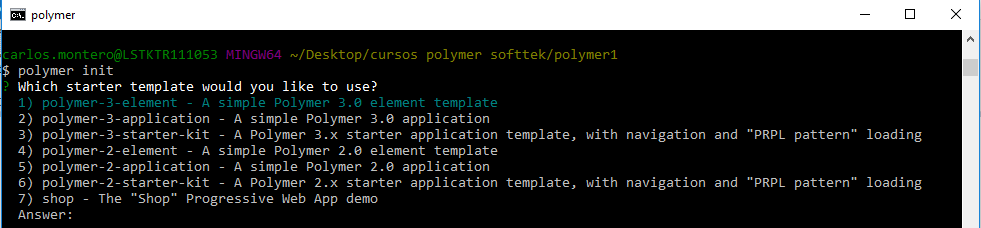 polymer
carlos.montero@LSTKTR111053 MINGW64 ~/Desktop/cursos polymer softtek/polymer1
$ polymer init
? Which starter template would you like to use?
1) polymer-3-element - A simple Polymer 3.0 element template
2) polymer-3-application - A simple Polymer 3.0 application
3) polymer-3-starter-kit - A Polymer 3.x starter application template, with navigation and "PRPL pattern" loading
4) polymer-2-element - A simple Polymer 2.0 element template
5) polymer-2-application - A simple Polymer 2.0 application
6) polymer-2-starter-kit - A Polymer 2.x starter application template, with navigation and "PRPL pattern" loading
7) shop - The "Shop" Progressive Web App demo
Answer: